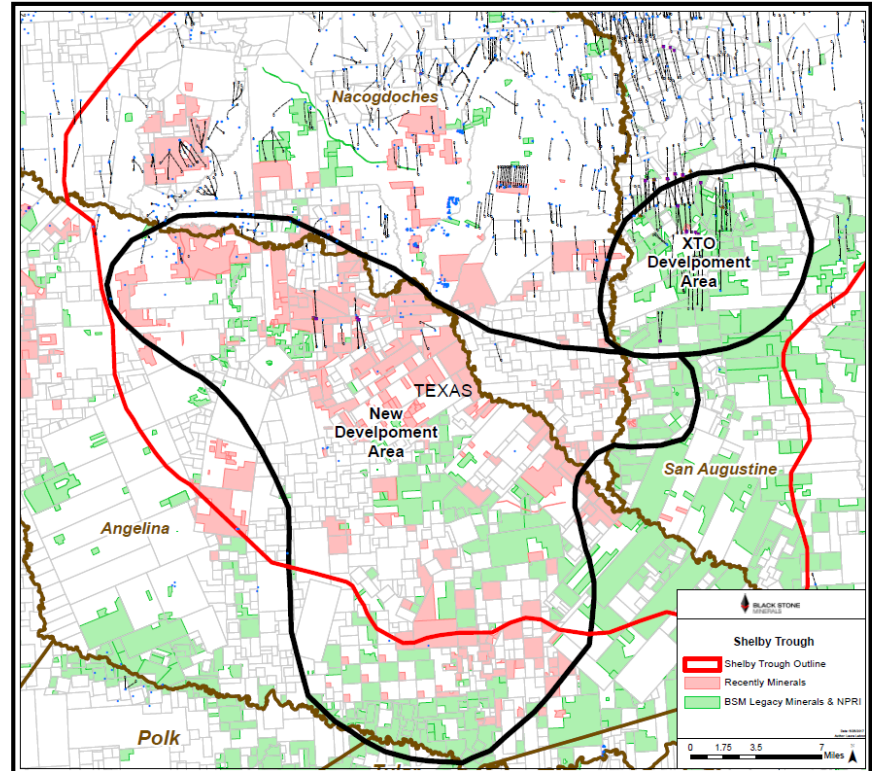 Nacogdoches
XTO
Develpoment
Area
TEXAS
New
Develpoment
Area
San Augustine
Angelina
Polk
Tyler
BLACK STONE
MINERALS
Shelby Trough
Shelby Trough Outline
Recently Minerals
BSM Legacy Minerals & NPRI
0 1.75 3.5 7
Miles